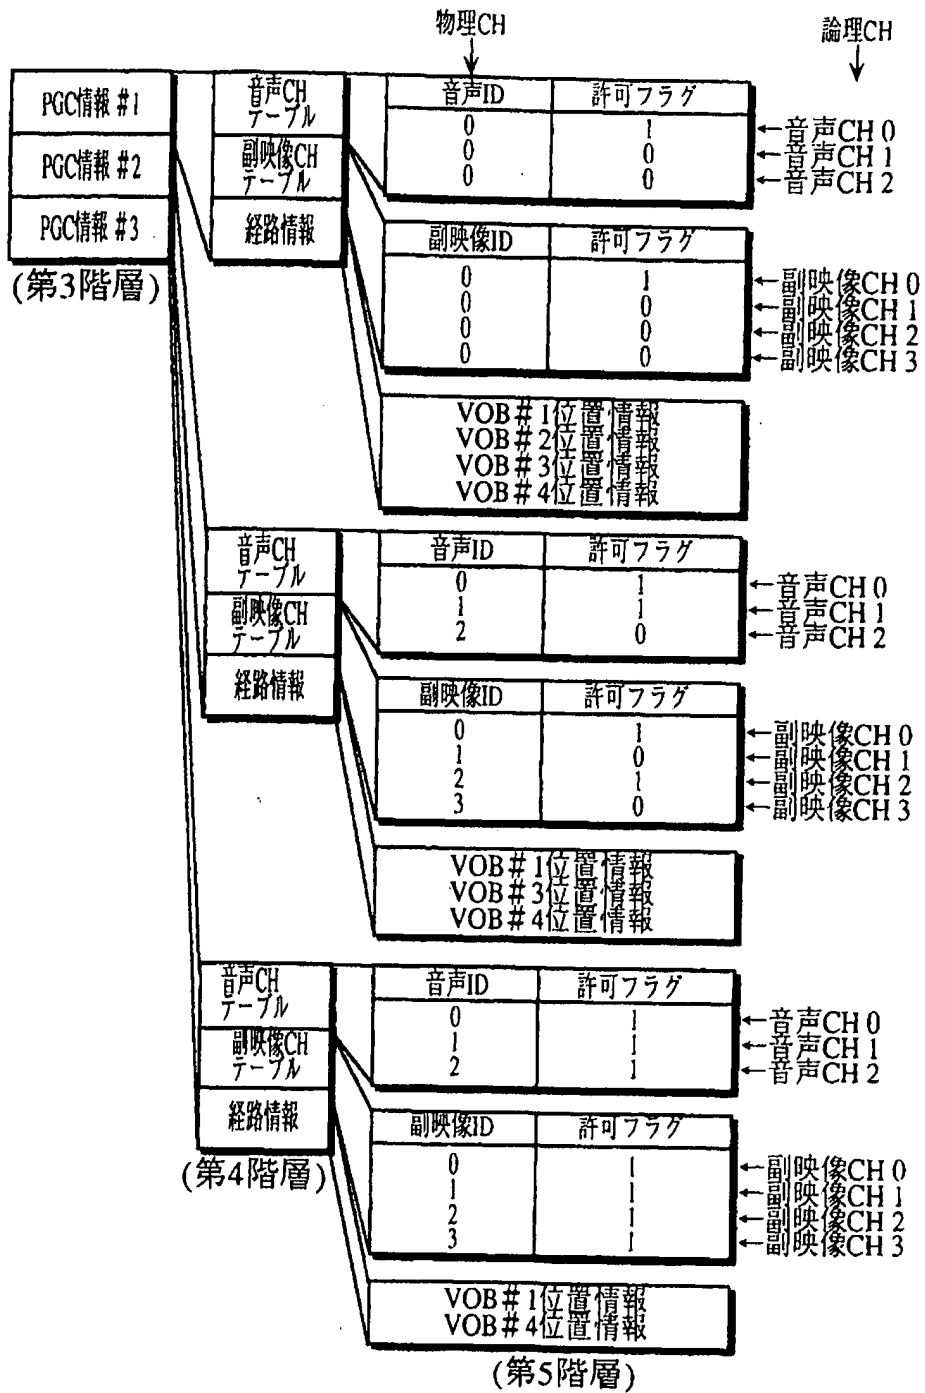 物理CH
論理CH
PGC情報 #1
PGC情報 #2
PGC情報 #3
(第3階層)
音声CH
テーブル
副映像CH
テーブル
経路情報
音声ID 許可フラグ
0 1 ←音声CH 0
0 0 ←音声CH 1
0 0 ←音声CH 2
副映像ID 許可フラグ
0 1 ←副映像CH 0
0 0 ←副映像CH 1
0 0 ←副映像CH 2
0 0 ←副映像CH 3
VOB#1位置情報
VOB#2位置情報
VOB#3位置情報
VOB#4位置情報
音声CH
テーブル
副映像CH
テーブル
経路情報
音声ID 許可フラグ
0 1 ←音声CH 0
1 1 ←音声CH 1
2 0 ←音声CH 2
副映像ID 許可フラグ
0 1 ←副映像CH 0
1 0 ←副映像CH 1
2 1 ←副映像CH 2
3 0 ←副映像CH 3
VOB#1位置情報
VOB#3位置情報
VOB#4位置情報
音声CH
テーブル
副映像CH
テーブル
経路情報
(第4階層)
音声ID 許可フラグ
0 1 ←音声CH 0
1 1 ←音声CH 1
2 1 ←音声CH 2
副映像ID 許可フラグ
0 1 ←副映像CH 0
1 1 ←副映像CH 1
2 1 ←副映像CH 2
3 1 ←副映像CH 3
VOB#1位置情報
VOB#4位置情報
(第5階層)